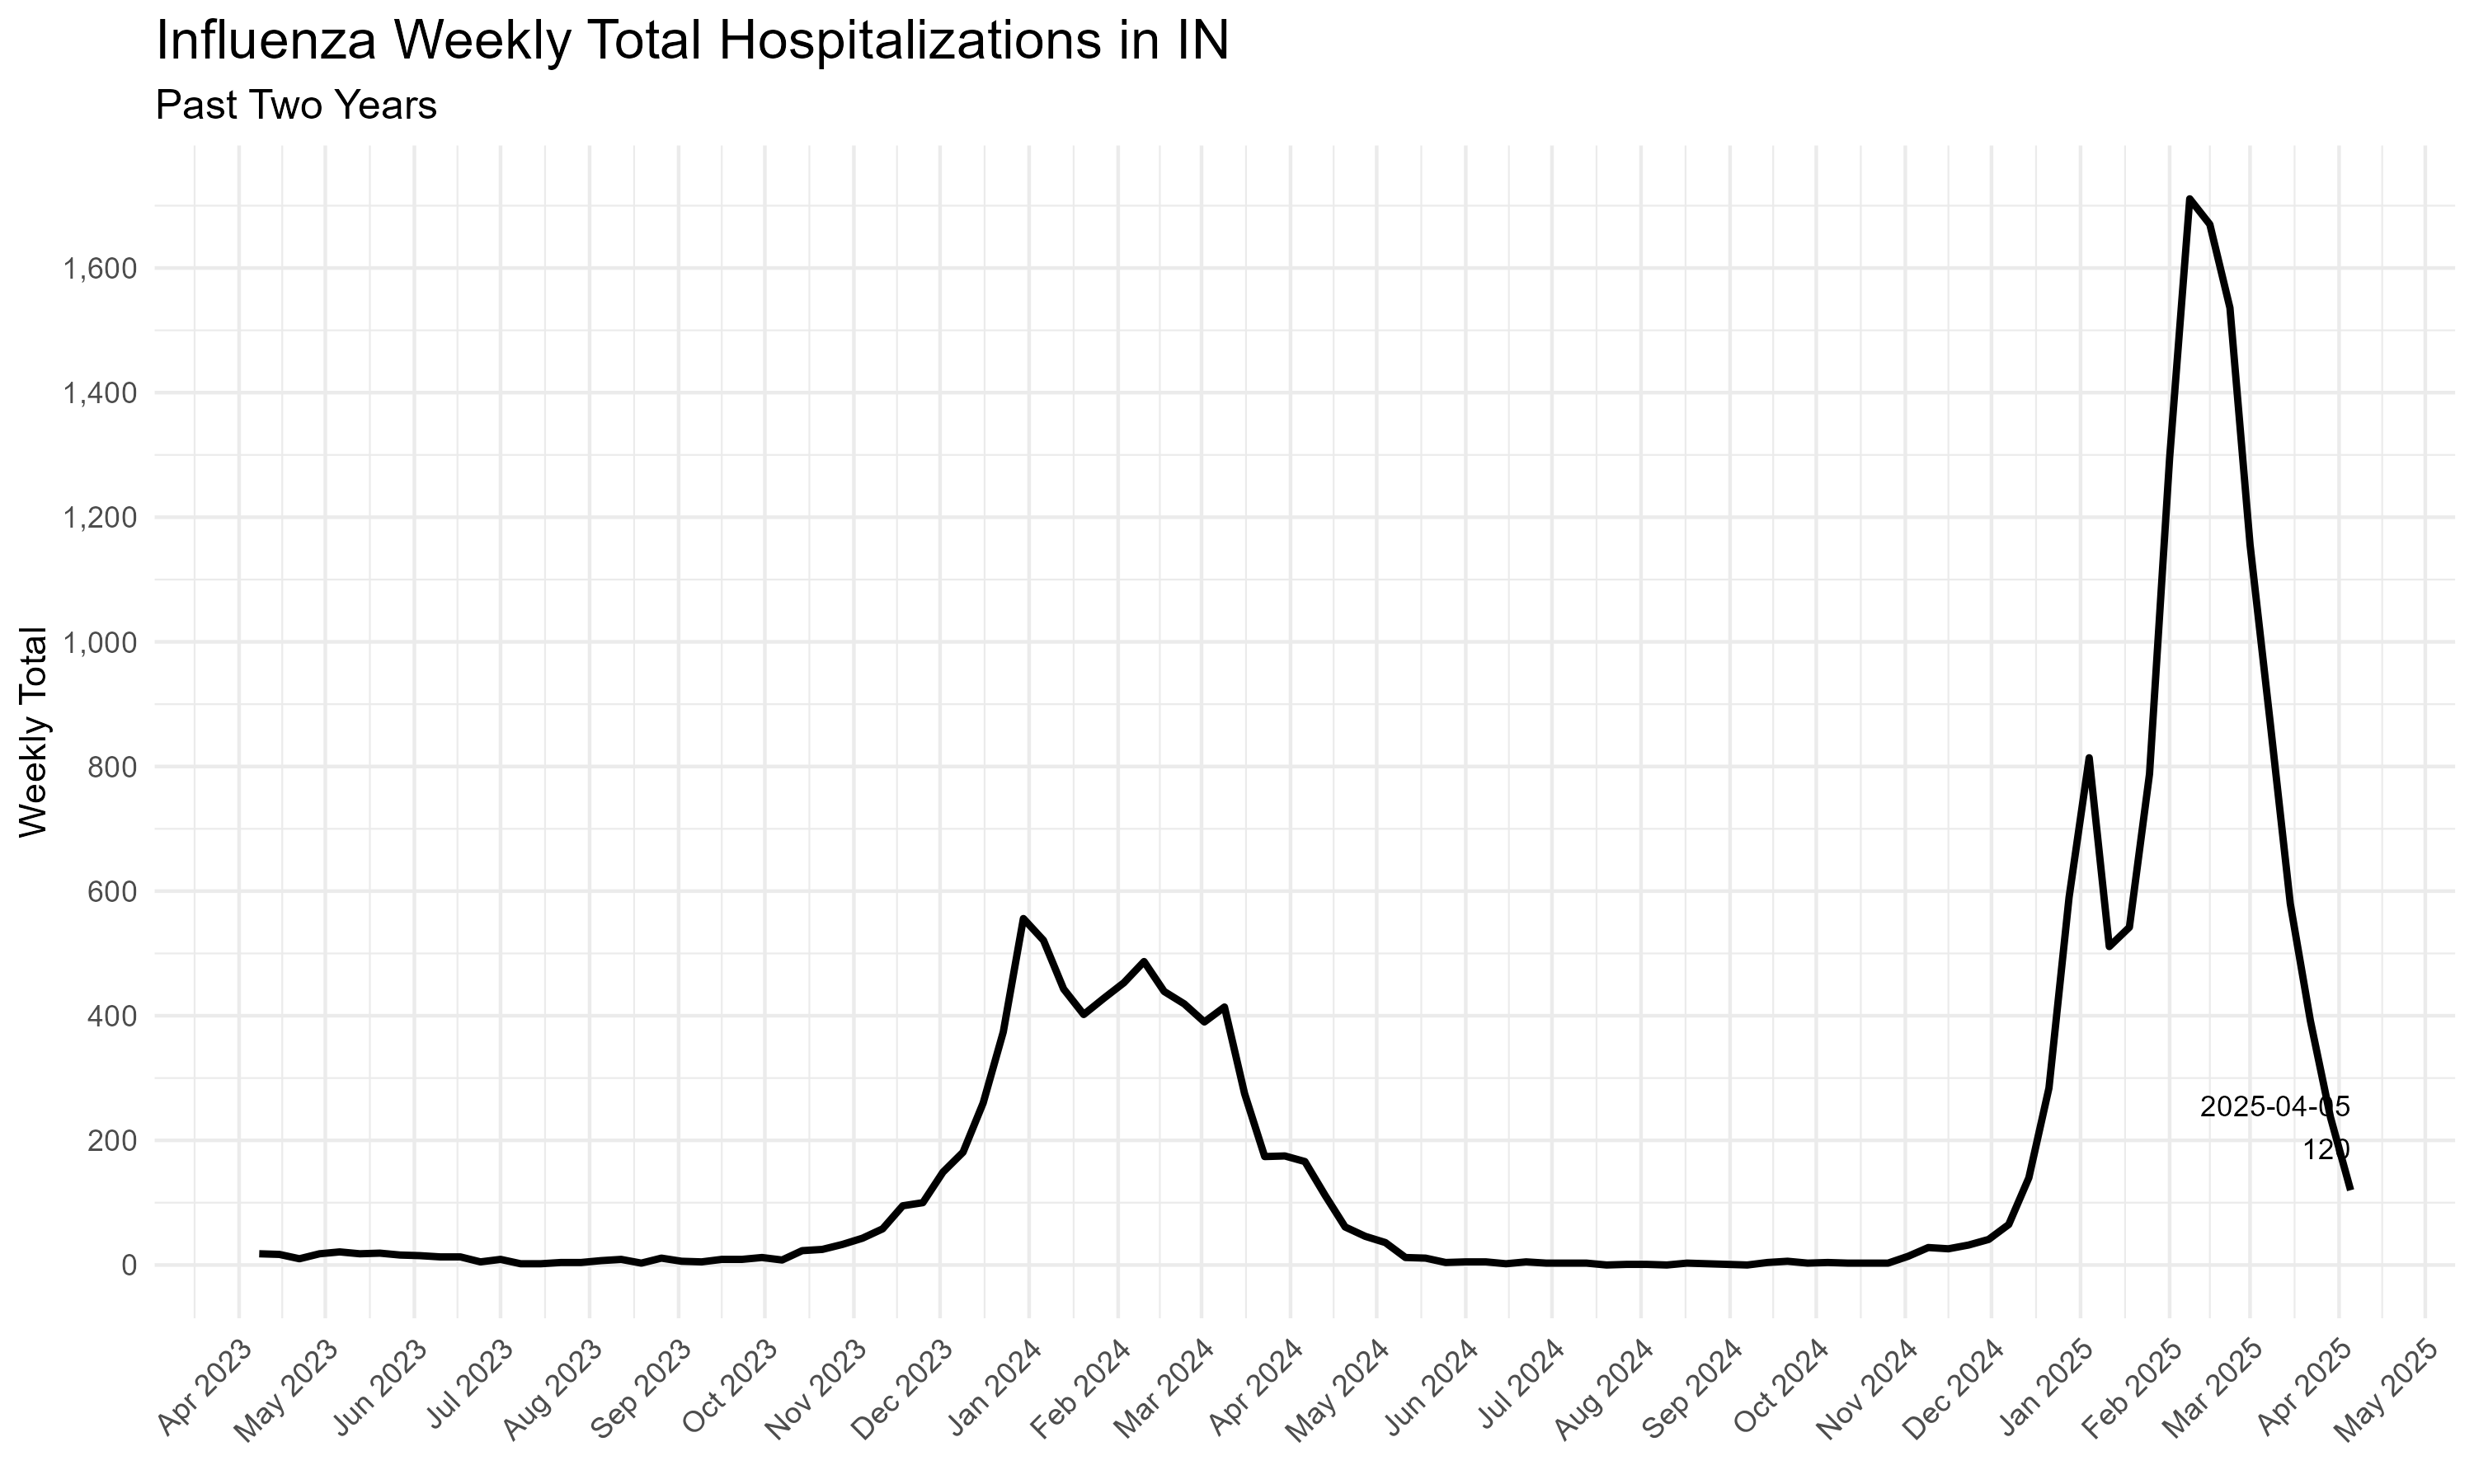 Influenza Weekly Total Hospitalizations in IN
Past Two Years
Weekly Total
1,600
1,400
1,200
1,000
800
600
400
200
0
2025-04-05
120
Apr 2023
May 2023
Jun 2023
Jul 2023
Aug 2023
Sep 2023
Oct 2023
Nov 2023
Dec 2023
Jan 2024
Feb 2024
Mar 2024
Apr 2024
May 2024
Jun 2024
Jul 2024
Aug 2024
Sep 2024
Oct 2024
Nov 2024
Dec 2024
Jan 2025
Feb 2025
Mar 2025
Apr 2025
May 2025